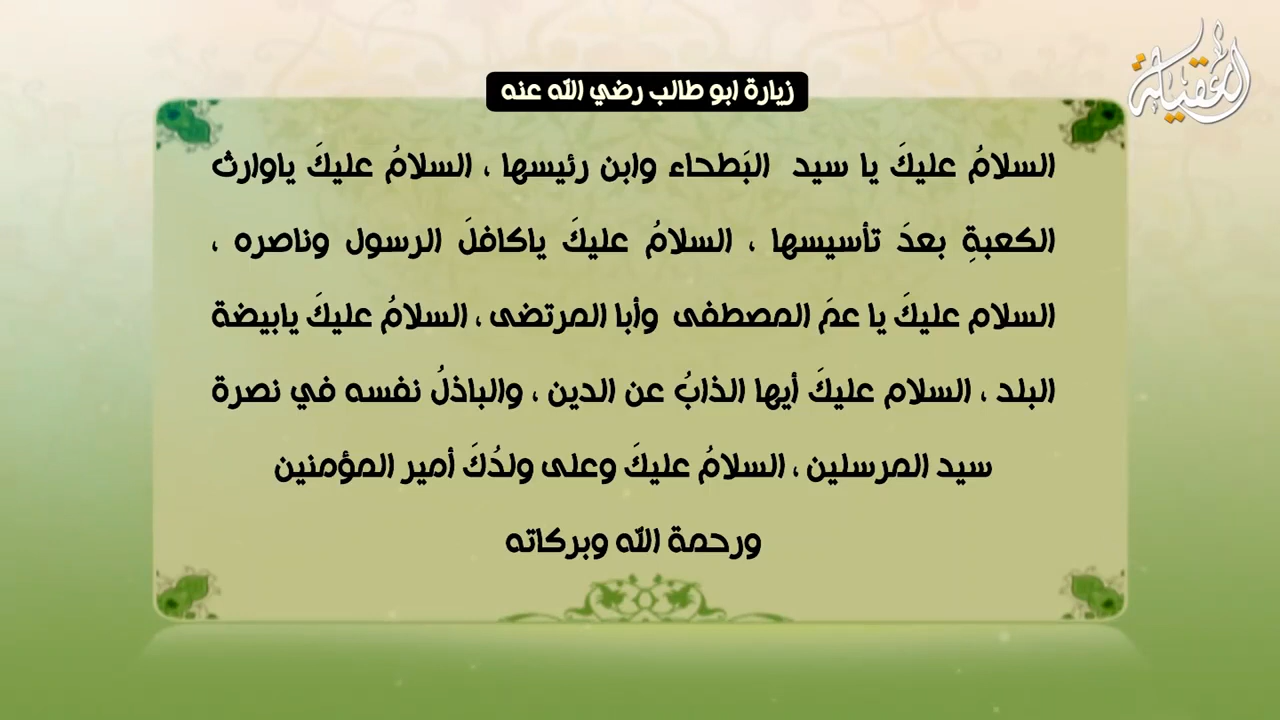 العقيلة
زيارة ابو طالب رضي الله عنه
السلامُ عليكَ يا سيد البَطحاء وابن رئيسها ، السلامُ عليكَ ياوارث
الكعبةِ بعدَ تأسيسها ، السلامُ عليكَ ياكافلَ الرسول وناصره ،
السلام عليكَ يا عمَ المصطفى وأبا المرتضى ، السلامُ عليكَ يابيضة
البلد ، السلام عليكَ أيها الذابُ عن الدين ، والباذلُ نفسه في نصرة
سيد المرسلين ، السلامُ عليكَ وعلى ولدُكَ أمير المؤمنين
ورحمة الله وبركاته